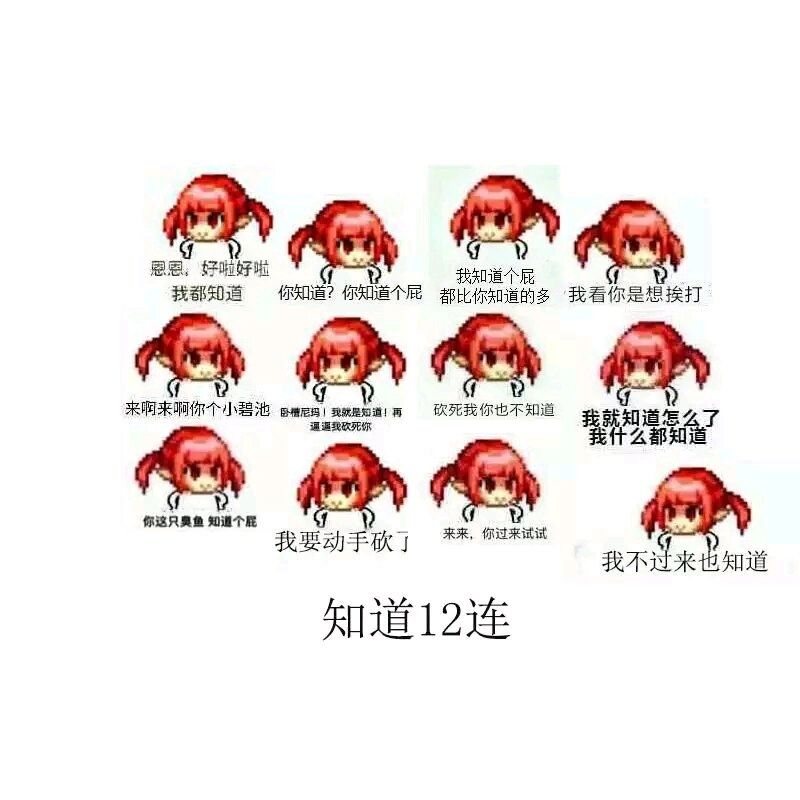 恩恩，好啦好啦
我都知道
你知道？你知道个屁
我知道个屁
都比你知道的多
我看你是想挨打
来啊来啊你个小碧池
卧槽尼玛！我就是知道！再
逼逼我砍死你
砍死我你也不知道
我就知道怎么了
我什么都知道
你这只臭鱼 知道个屁
我要动手砍了
来来，你过来试试
我不过来也知道
知道12连